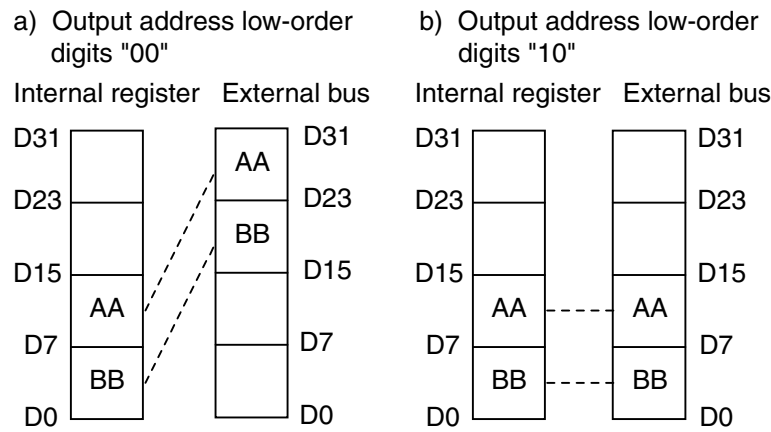 a) Output address low-order
digits "00"
Internal register External bus
D31
D23
D15
D7
D0
AA
BB
AA
BB
D31
D23
D15
D7
D0
b) Output address low-order
digits "10"
Internal register External bus
D31
D23
D15
D7
D0
AA
BB
AA
BB
D31
D23
D15
D7
D0